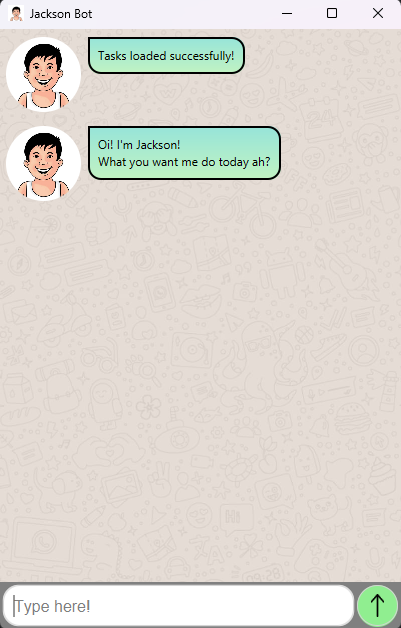 Jackson Bot
Tasks loaded successfully!
Oi! I'm Jackson!
What you want me do today ah?
Type here!